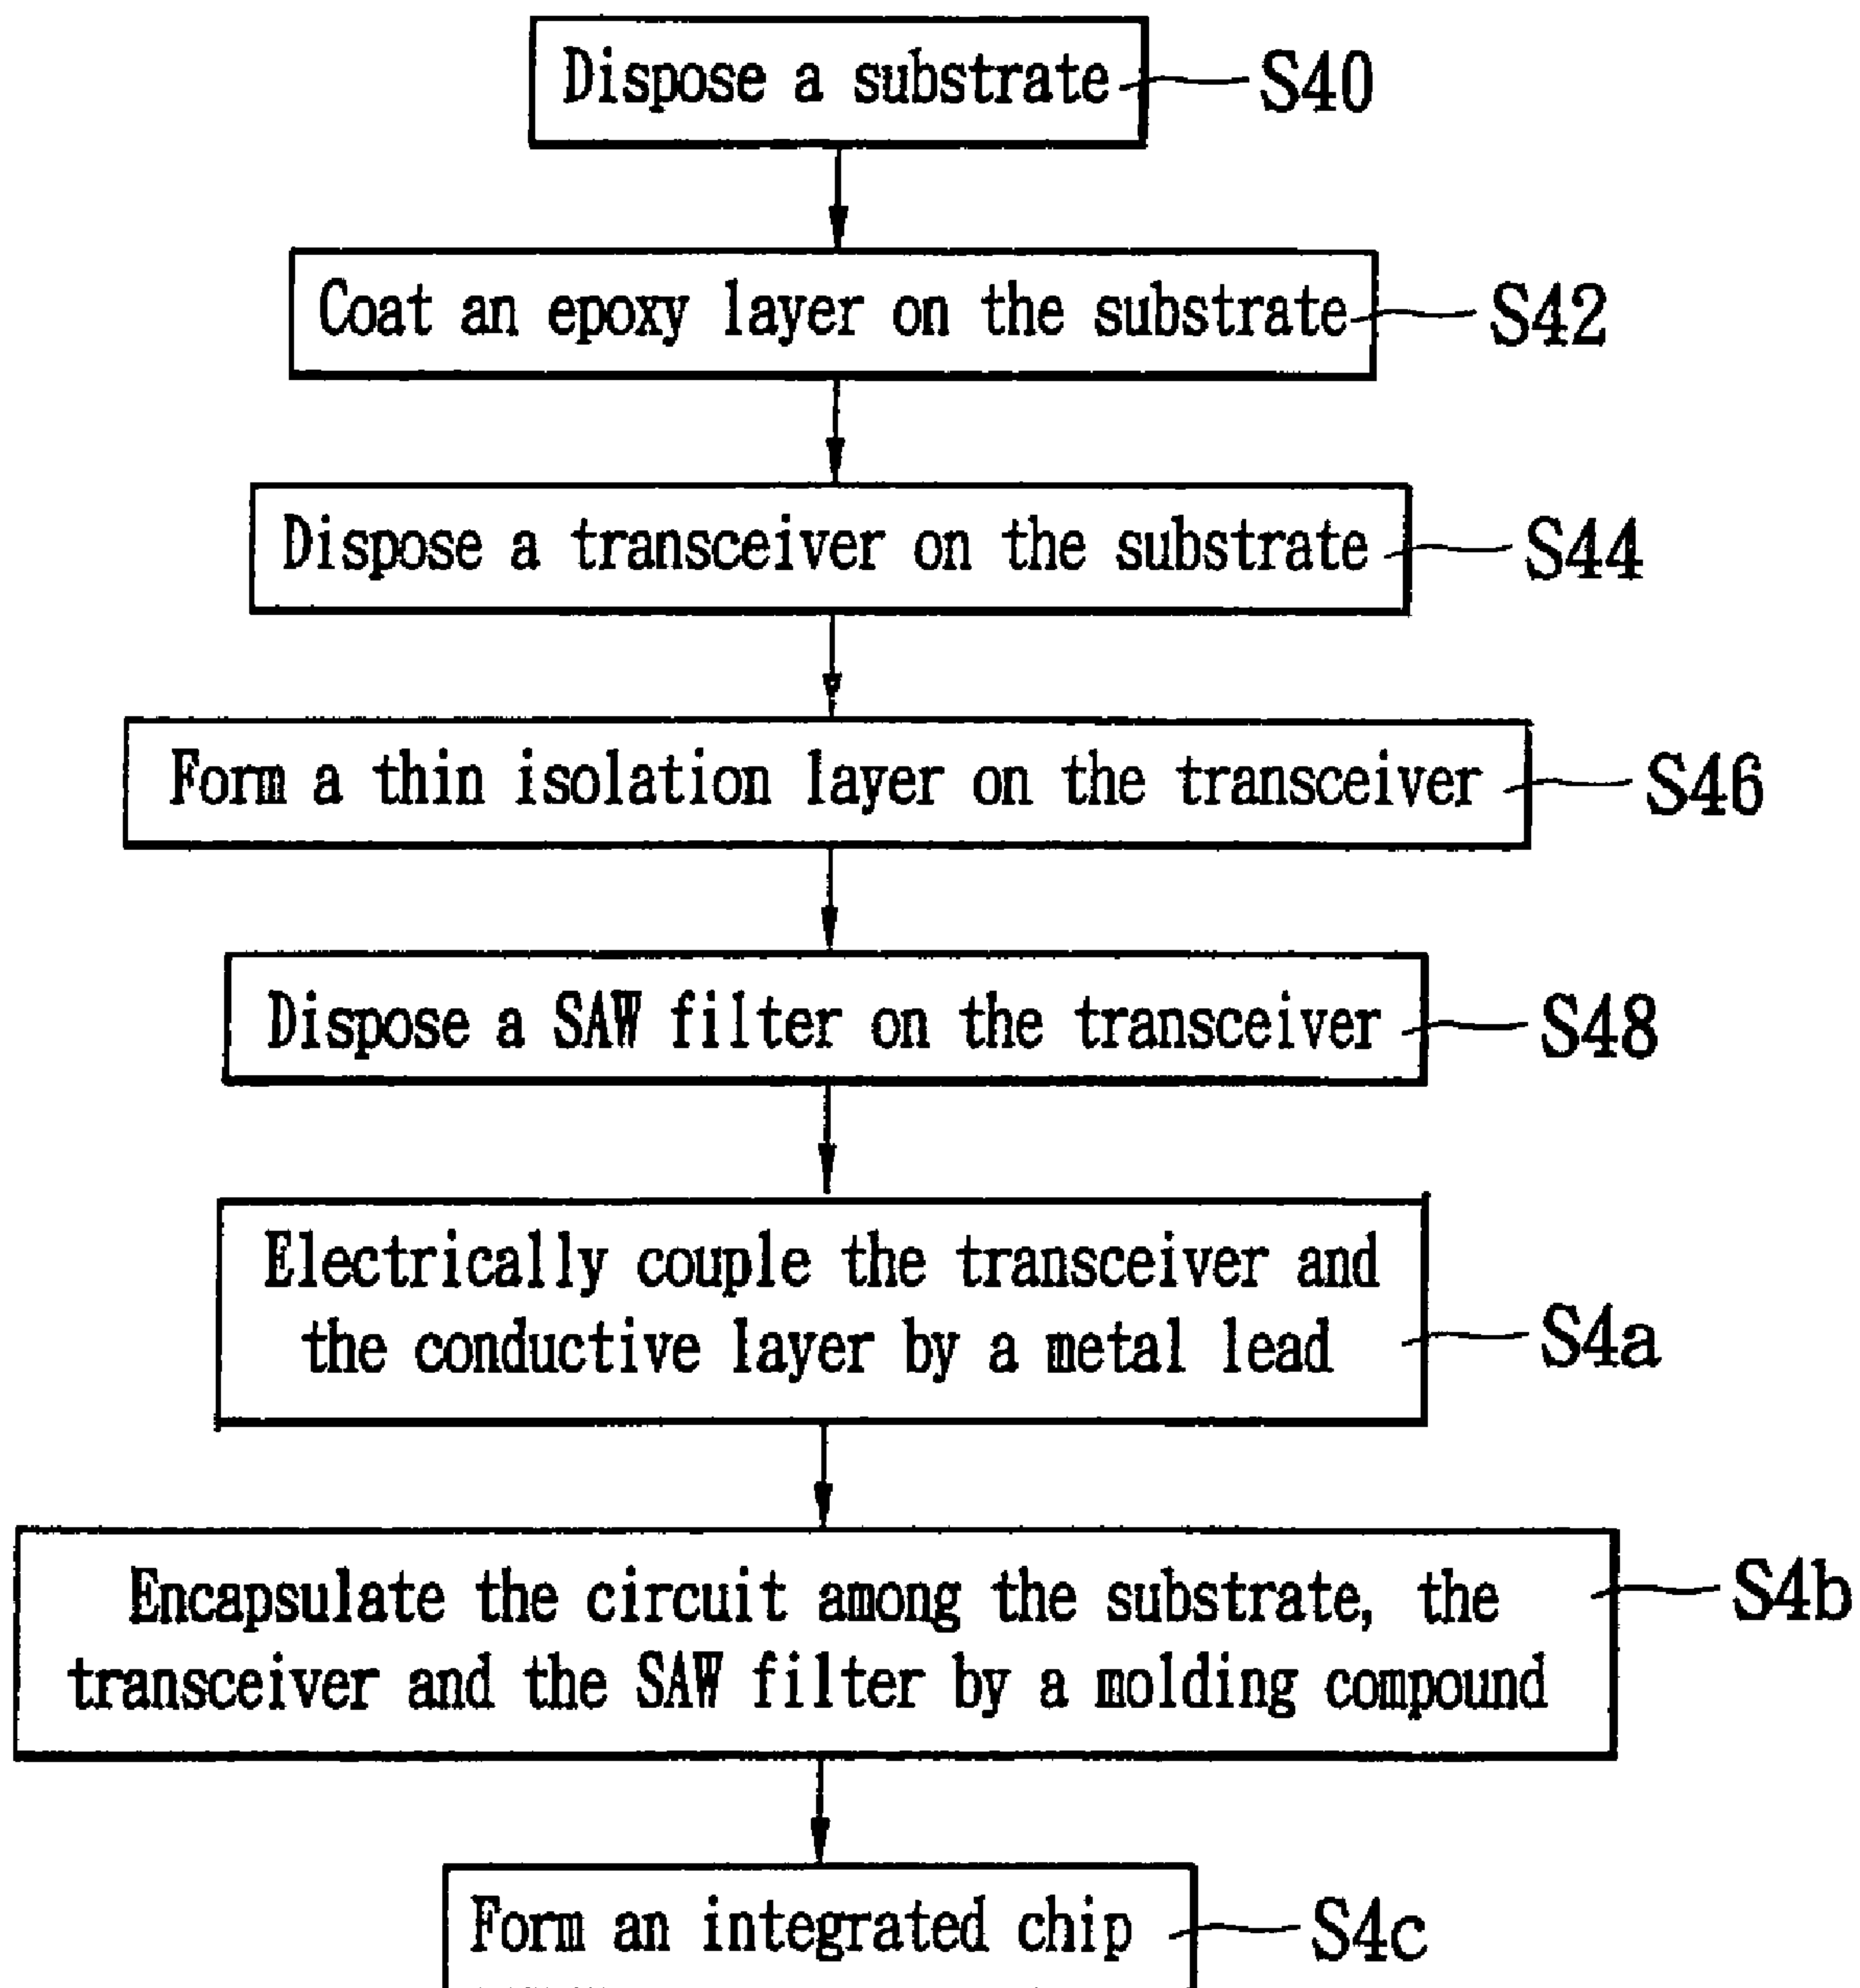 Dispose a substrate S40
Coat an epoxy layer on the substrate S42
Dispose a transceiver on the substrate S44
Form a thin isolation layer on the transceiver S46
Dispose a SAW filter on the transceiver S48
Electrically couple the transceiver and
the conductive layer by a metal lead S4a
Encapsulate the circuit among the substrate, the S4b
transceiver and the SAW filter by a molding compound
Form an integrated chip S4c